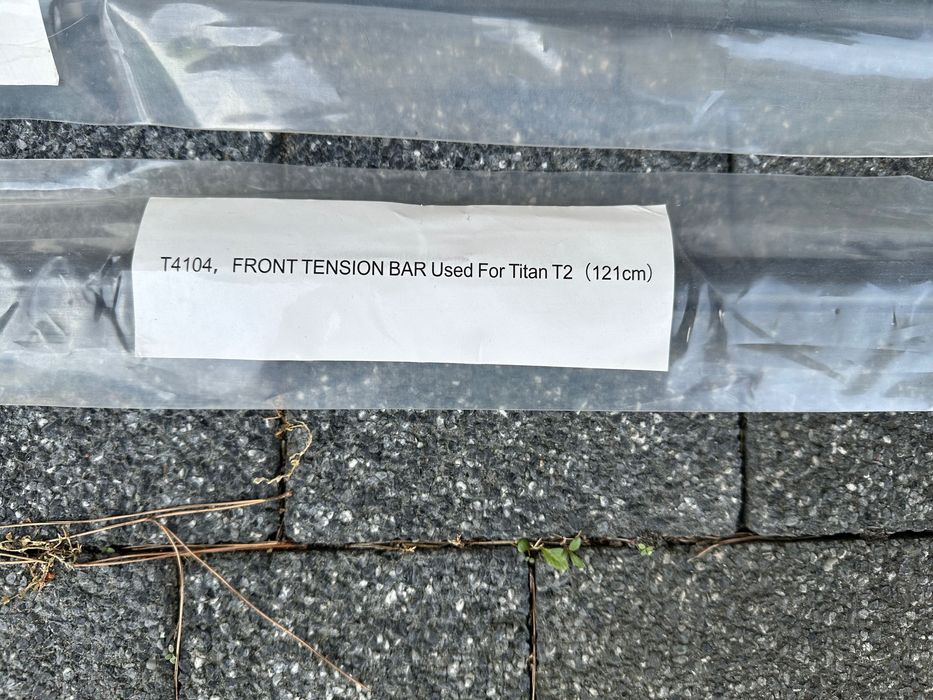 T4104，FRONT TENSION BAR Used For Titan T2（121cm）